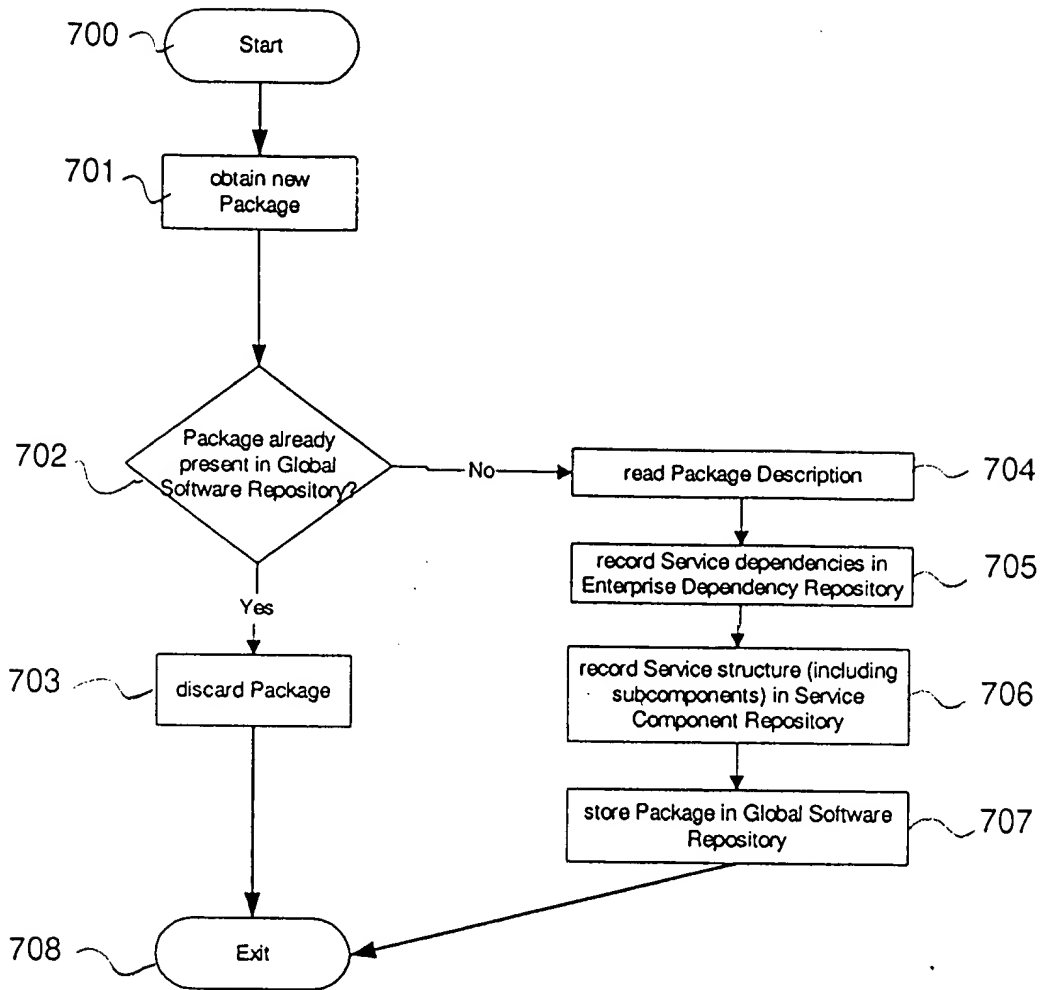 700
Start
701
obtain new
Package
702
Package already
present in Global
Software Repository?
No
read Package Description
704
record Service dependencies in
Enterprise Dependency Repository
705
Yes
703
discard Package
record Service structure (including
subcomponents) in Service
Component Repository
706
store Package in Global Software
Repository
707
708
Exit